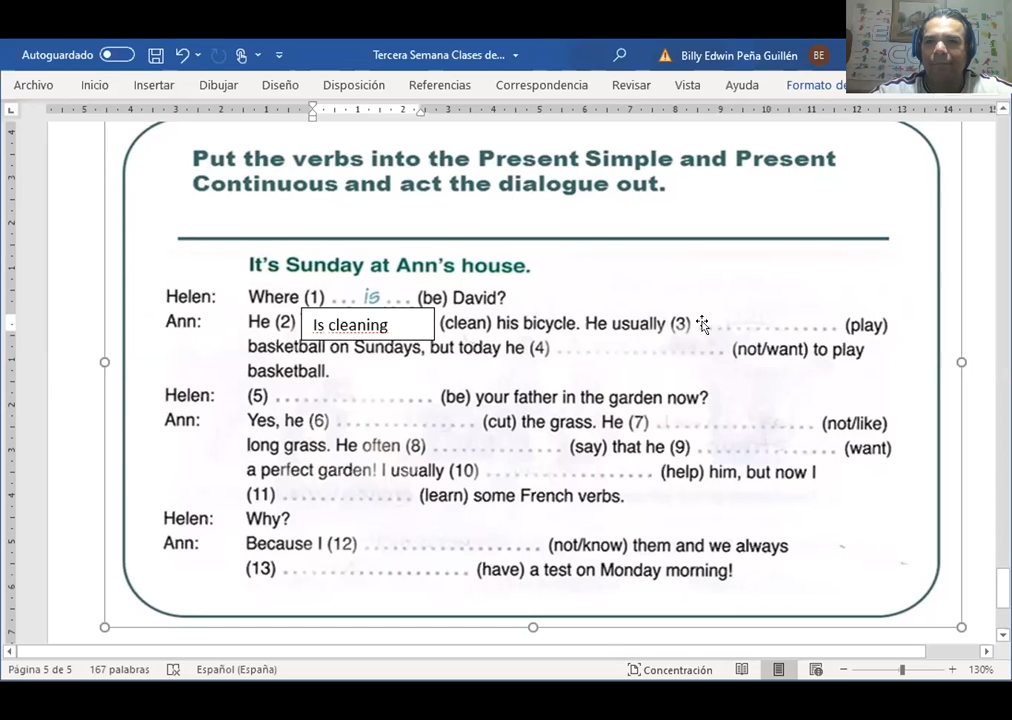 Autoguardado
Tercera Semana Clases de...
Billy Edwin Peña Guillén
BE
Archivo Inicio Insertar Dibujar Diseño Disposición Referencias Correspondencia Revisar Vista Ayuda Formato de
Put the verbs into the Present Simple and Present
Continuous and act the dialogue out.
It's Sunday at Ann's house.
Helen: Where (1) ... is ... (be) David?
Ann: He (2) Is cleaning (clean) his bicycle. He usually (3) .................... (play)
basketball on Sundays, but today he (4) .................... (not/want) to play
basketball.
Helen: (5) .................... (be) your father in the garden now?
Ann: Yes, he (6) .................... (cut) the grass. He (7) .................... (not/like)
long grass. He often (8) .................... (say) that he (9) .................... (want)
a perfect garden! I usually (10) .................... (help) him, but now I
(11) .................... (learn) some French verbs.
Helen: Why?
Ann: Because I (12) .................... (not/know) them and we always
(13) .................... (have) a test on Monday morning!
Página 5 de 5 167 palabras Español (España) Concentración 130%